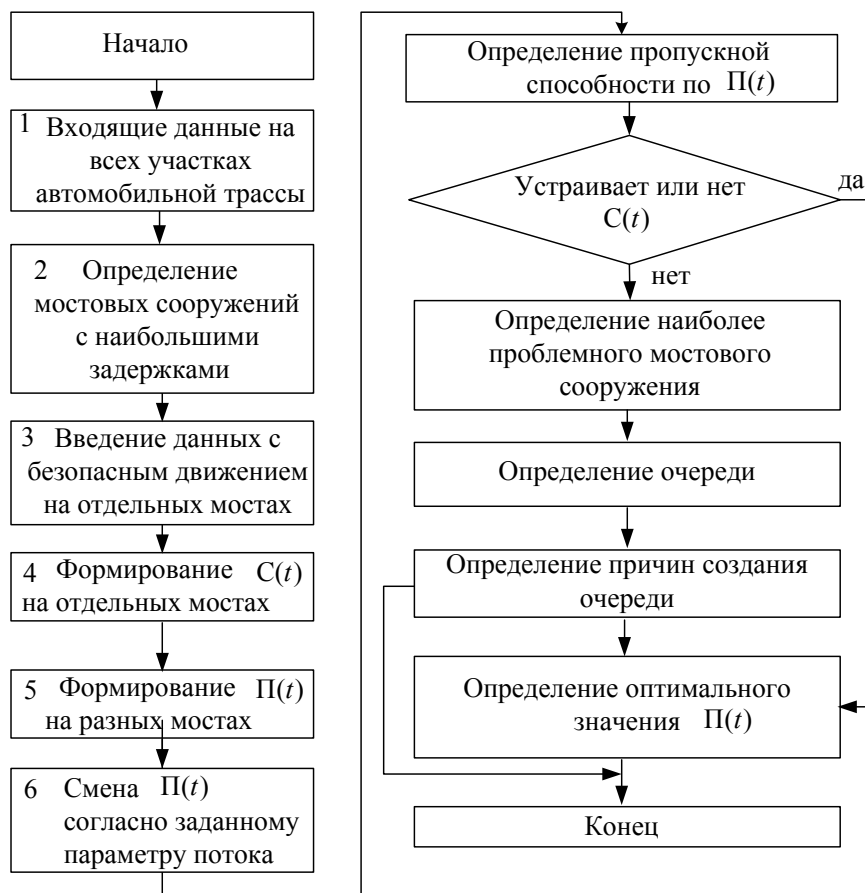 Начало
1 Входящие данные на
всех участках
автомобильной трассы
2 Определение
мостовых сооружений
с наибольшими
задержками
3 Введение данных с
безопасным движением
на отдельных мостах
4 Формирование С(t)
на отдельных мостах
5 Формирование П(t)
на разных мостах
6 Смена П(t)
согласно заданному
параметру потока
Определение пропускной
способности по П(t)
Устраивает или нет
С(t)
да
нет
Определение наиболее
проблемного мостового
сооружения
Определение очереди
Определение причин создания
очереди
Определение оптимального
значения П(t)
Конец